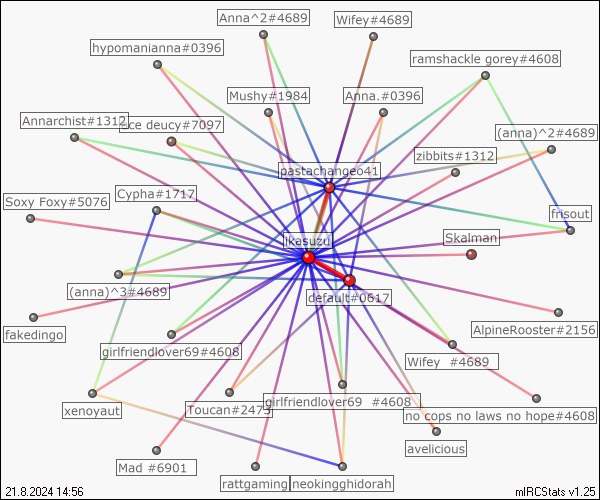 Anna^2#4689
Wifey#4689
hypomanianna#0396
ramshackle gorey#4608
Mushy#1984
Anna.#0396
Annarchist#1312
ce deucy#7097
(anna)^2#4689
zibbits#1312
pastachangeo41
Cypha#1717
Soxy Foxy#5076
frisout
jkasuzu
Skalman
(anna)^3#4689
default#0617
fakedingo
AlpineRooster#2156
girlfriendlover69#4608
Wifey #4689
xenoyaut
Toucan#2473
girlfriendlover69 #4608
no cops no laws no hope#4608
avelicious
Mad #6901
rattgaming
neokingghidorah
21.8.2024 14:56
mIRCStats v1.25